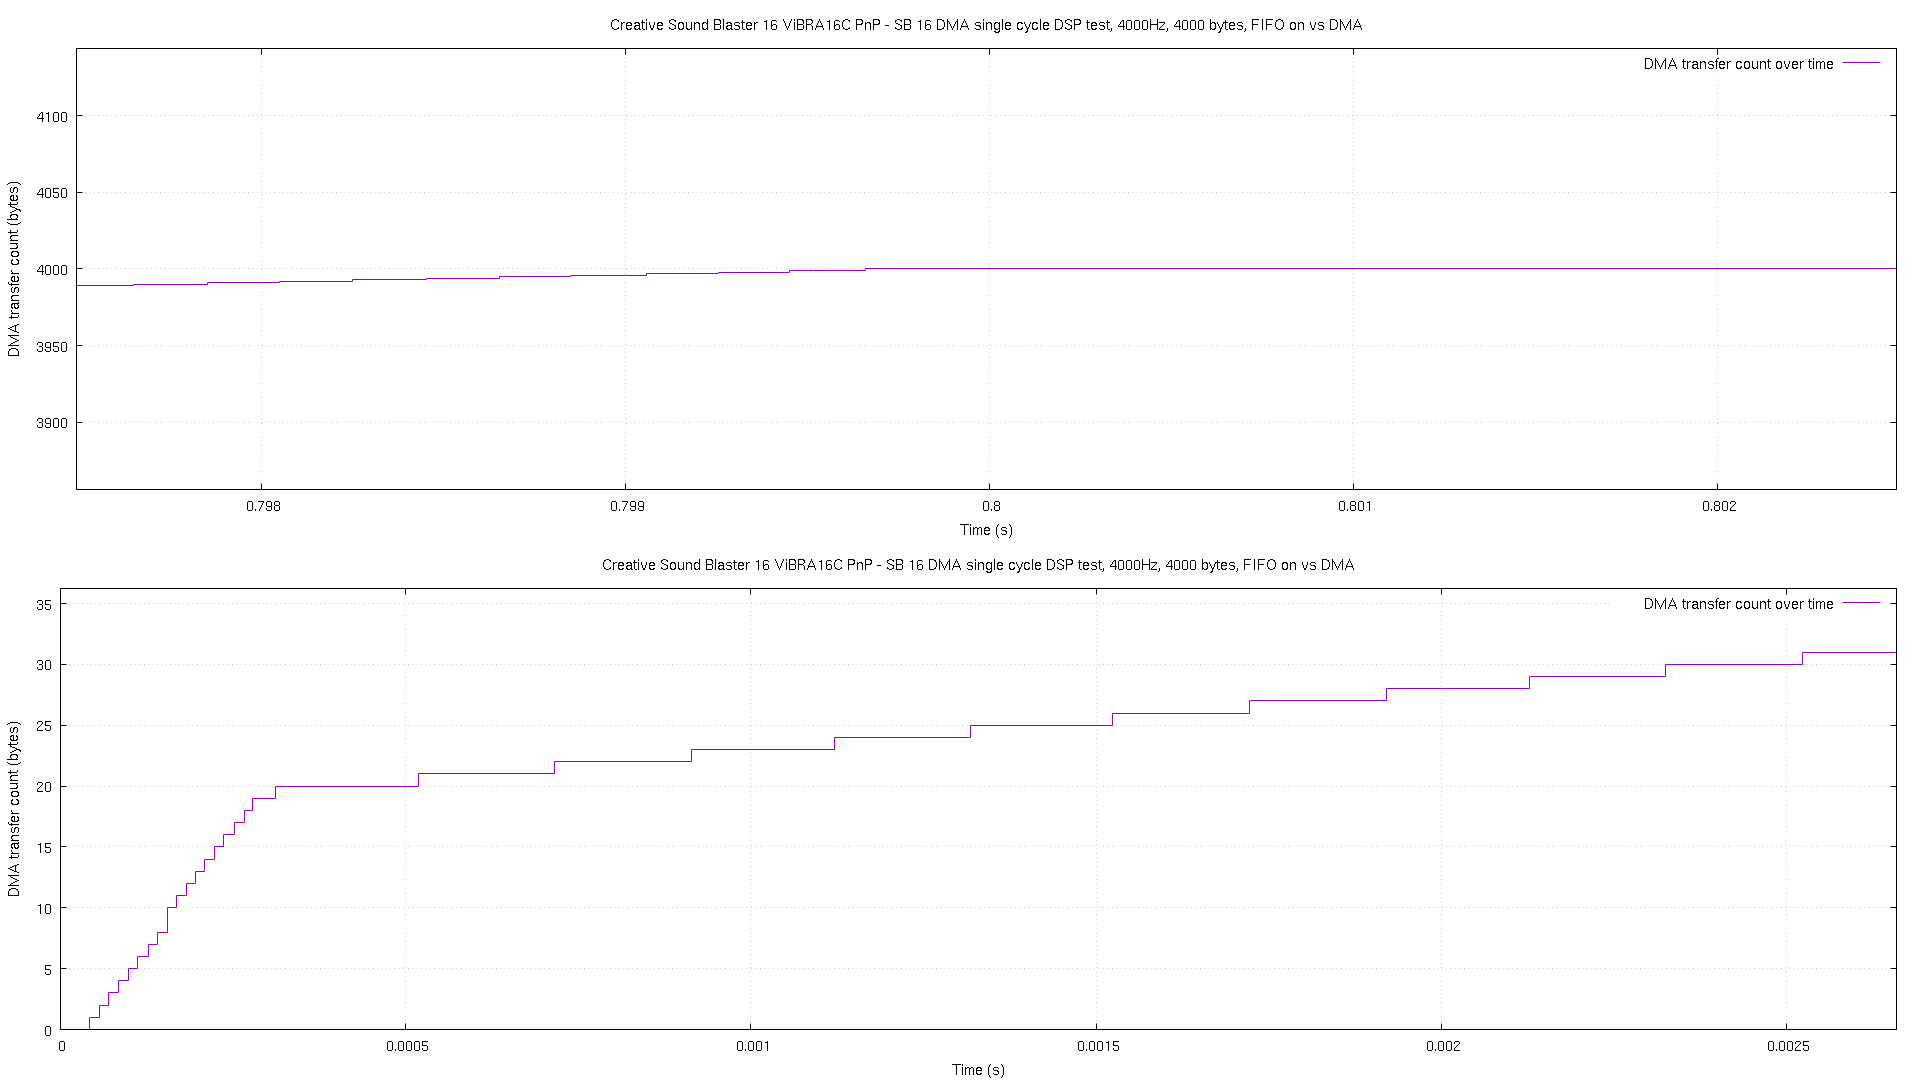 Creative Sound Blaster 16 ViBRA16C PnP - SB 16 DMA single cycle DSP test, 4000Hz, 4000 bytes, FIFO on vs DMA
DMA transfer count over time
4100
4050
4000
3950
3900
DMA transfer count (bytes)
0.798 0.799 0.8 0.801 0.802
Time (s)
Creative Sound Blaster 16 ViBRA16C PnP - SB 16 DMA single cycle DSP test, 4000Hz, 4000 bytes, FIFO on vs DMA
DMA transfer count over time
35
30
25
20
15
10
5
0
DMA transfer count (bytes)
0 0.0005 0.001 0.0015 0.002 0.0025
Time (s)